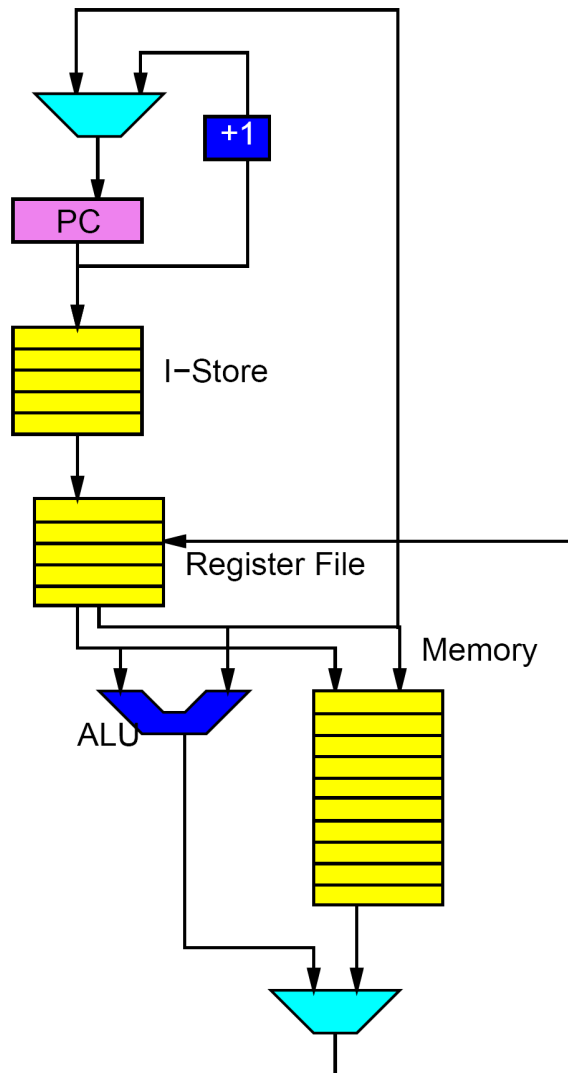 +1
PC
I−Store
Register File
Memory
ALU